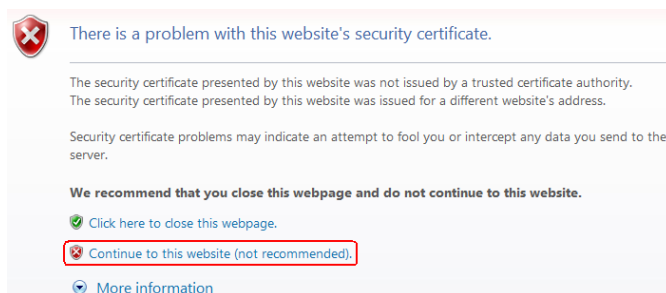 There is a problem with this website's security certificate.
The security certificate presented by this website was not issued by a trusted certificate authority.
The security certificate presented by this website was issued for a different website's address.
Security certificate problems may indicate an attempt to fool you or intercept any data you send to the
server.
We recommend that you close this webpage and do not continue to this website.
Click here to close this webpage.
Continue to this website (not recommended).
More information